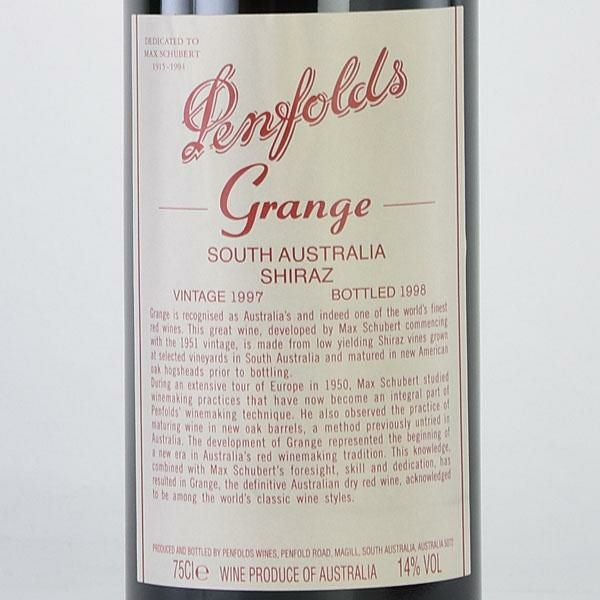 DEDICATED TO
MAX SCHUBERT
1915-1994
Penfolds
Grange
SOUTH AUSTRALIA
SHIRAZ
VINTAGE 1997 BOTTLED 1998
Grange is recognised as Australia's and indeed one of the world's finest
red wines. This great wine, developed by Max Schubert commencing
with the 1951 vintage, is made from low yielding Shiraz vines grown
at selected vineyards in South Australia and matured in new American
oak hogsheads prior to bottling.
During an extensive tour of Europe in 1950, Max Schubert studied
winemaking practices that have now become an integral part of
Penfolds' winemaking technique. He also observed the practice of
maturing wine in new oak barrels, a method previously untried in
Australia. The development of Grange represented the beginning of
a new era in Australia's red winemaking tradition. This knowledge,
combined with Max Schubert's foresight, skill and dedication, has
resulted in Grange, the definitive Australian dry red wine, acknowledged
to be among the world's classic wine styles.
PRODUCED AND BOTTLED BY PENFOLDS WINES, PENFOLD ROAD, MAGILL, SOUTH AUSTRALIA, AUSTRALIA 5072
75Cl℮ WINE PRODUCE OF AUSTRALIA 14% VOL